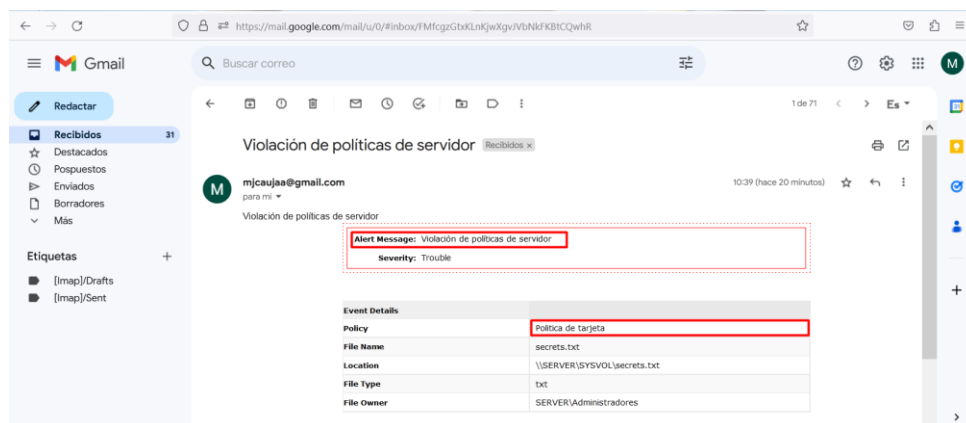 https://mail.google.com/mail/u/0/#inbox/FMfcgzGtxKLnKjwXgvJVbNkFKBtCQwhR
Gmail
Buscar correo
M
Redactar
1 de 71
Es
31
Recibidos 31
Destacados
Pospuestos
Enviados
Borradores
Más
Etiquetas
[Imap]/Drafts
[Imap]/Sent
Violación de políticas de servidor Recibidos x
M
mjcaujaa@gmail.com 10:39 (hace 20 minutos)
para mí
Violación de políticas de servidor
Alert Message: Violación de políticas de servidor
Severity: Trouble
Event Details
Policy Politica de tarjeta
File Name secrets.txt
Location \\SERVER\SYSVOL\secrets.txt
File Type txt
File Owner SERVER\Administradores